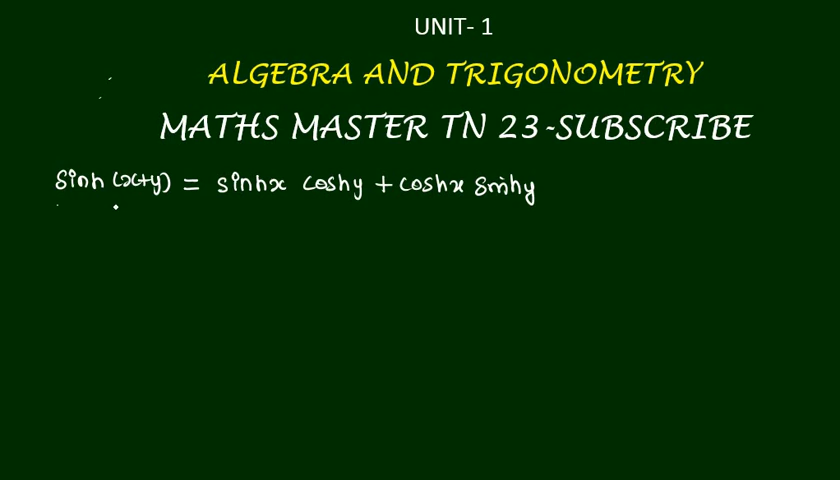 UNIT- 1
ALGEBRA AND TRIGONOMETRY
MATHS MASTER TN 23-SUBSCRIBE
sinh (x+y) = sinhx coshy + coshx sinhy